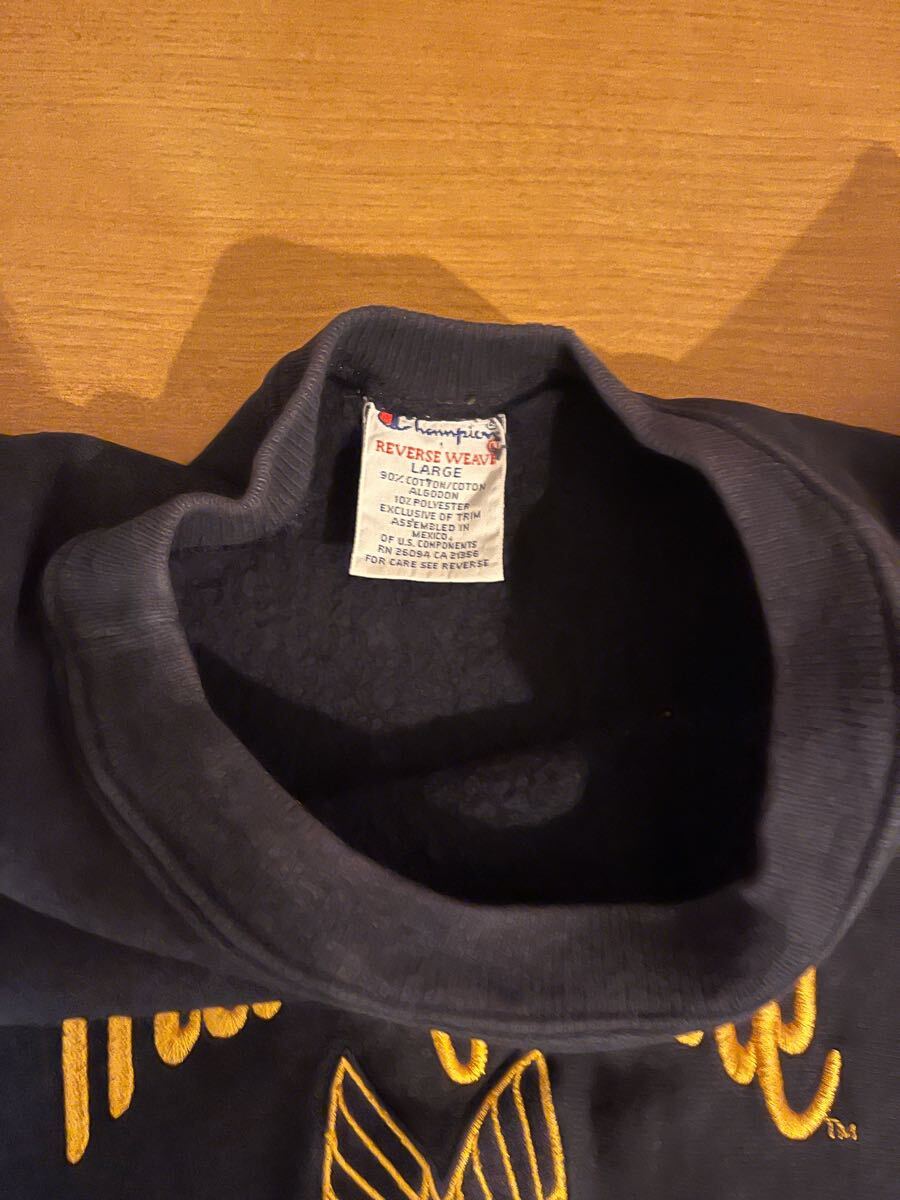 Champion
REVERSE WEAVE
LARGE
90% COTTON/COTON
ALGODON
10% POLYESTER
EXCLUSIVE OF TRIM
ASSEMBLED IN
MEXICO,
OF U.S. COMPONENTS
RN 26094 CA 21356
FOR CARE SEE REVERSE
TM